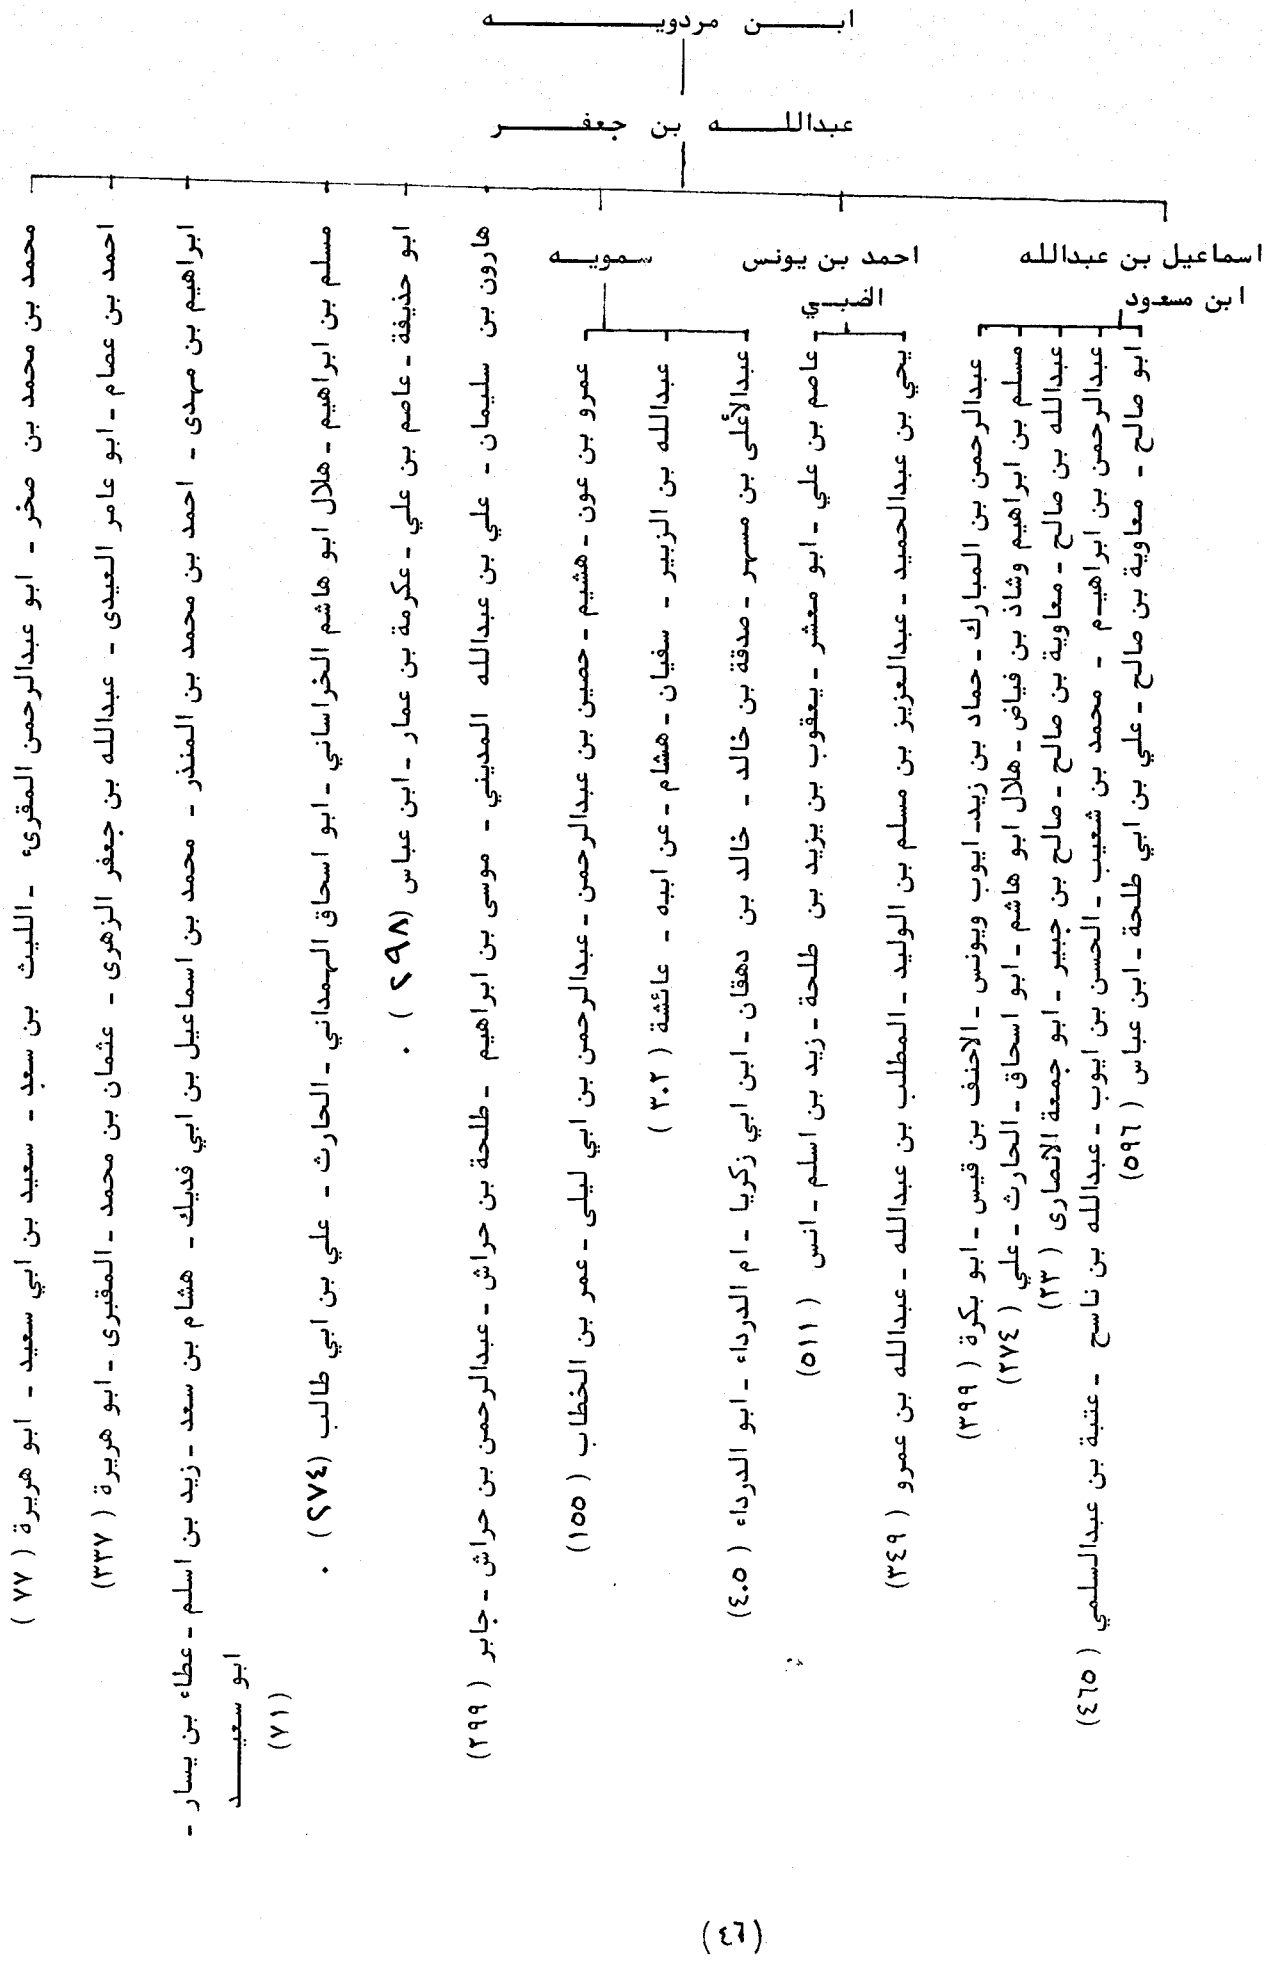 ابن مردويه
عبدالله بن جعفر
اسماعيل بن عبدالله
ابن مسعود
ابو صالح - معاوية بن صالح - علي بن ابي طلحة - ابن عباس (٥٩٦)
عبدالرحمن بن ابراهيم - محمد بن شعيب - الحسن بن ايوب - عبدالله بن ناسح - عتبة بن عبدالسلمي (٤٦٥)
عبدالله بن صالح - معاوية بن صالح - صالح بن جبير - ابو جمعة الانصارى (٢٣)
مسلم بن ابراهيم وشاذ بن فياض - هلال ابو هاشم - ابو اسحاق - الحارث - علي (٢٧٤)
عبدالرحمن بن المبارك - حماد بن زيد - ايوب ويونس - الاحنف بن قيس - ابو بكرة (٣٩٩)
احمد بن يونس
الضبي
يحي بن عبدالحميد - عبدالعزيز بن مسلم بن الوليد - المطلب بن عبدالله - عبدالله بن عمرو (٣٤٩)
عاصم بن علي - ابو معشر - يعقوب بن يزيد بن طلحة - زيد بن اسلم - انس (٥١١)
سمويه
عبدالأعلى بن مسهر - صدقة بن خالد - خالد بن دهقان - ابن ابي زكريا - ام الدرداء - ابو الدرداء (٤٠٥)
عبدالله بن الزبير - سفيان - هشام - عن ابيه - عائشة (٣٠٢)
عمرو بن عون - هشيم - حصين بن عبدالرحمن - عبدالرحمن بن ابي ليلى - عمر بن الخطاب (١٥٥)
هارون بن سليمان - علي بن عبدالله المديني - موسى بن ابراهيم - طلحة بن حراش - عبدالرحمن بن حراش - جابر (٢٩٩)
ابو حذيفة - عاصم بن علي - عكرمة بن عمار - ابن عباس (٢٩٨) .
مسلم بن ابراهيم - هلال ابو هاشم الخراساني - ابو اسحاق الهمداني - الحارث - علي بن ابي طالب (٢٧٤) .
ابراهيم بن مهدى - احمد بن محمد بن المنذر - محمد بن اسماعيل بن ابي فديك - هشام بن سعد - زيد بن اسلم - عطاء بن يسار -
ابو سعيد
(٧١)
احمد بن عصام - ابو عامر العيدى - عبدالله بن جعفر الزهرى - عثمان بن محمد - المقبرى - ابو هريرة (٣٣٧)
محمد بن محمد بن صخر - ابو عبدالرحمن المقرىء - الليث بن سعد - سعيد بن ابي سعيد - ابو هريرة (٧٧)
(٤٦)